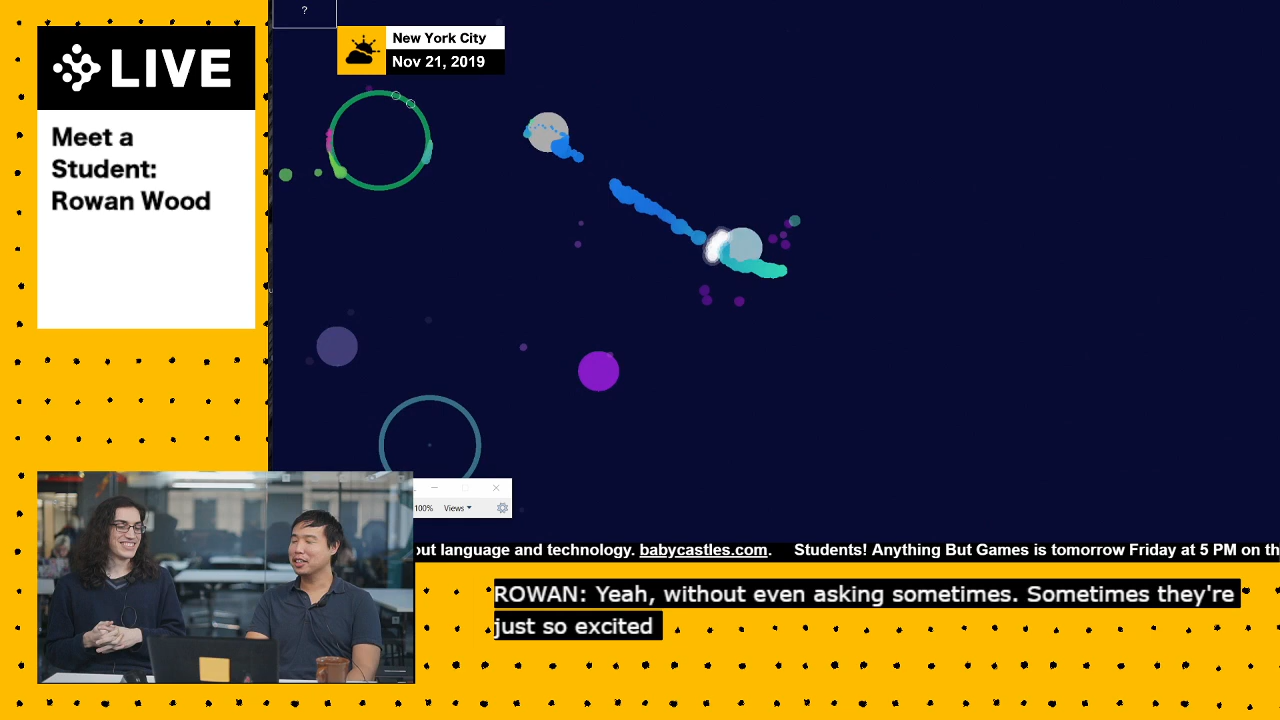 ?
LIVE
Meet a
Student:
Rowan Wood
New York City
Nov 21, 2019
100% Views
out language and technology. babycastles.com. Students! Anything But Games is tomorrow Friday at 5 PM on th
ROWAN: Yeah, without even asking sometimes. Sometimes they're
just so excited